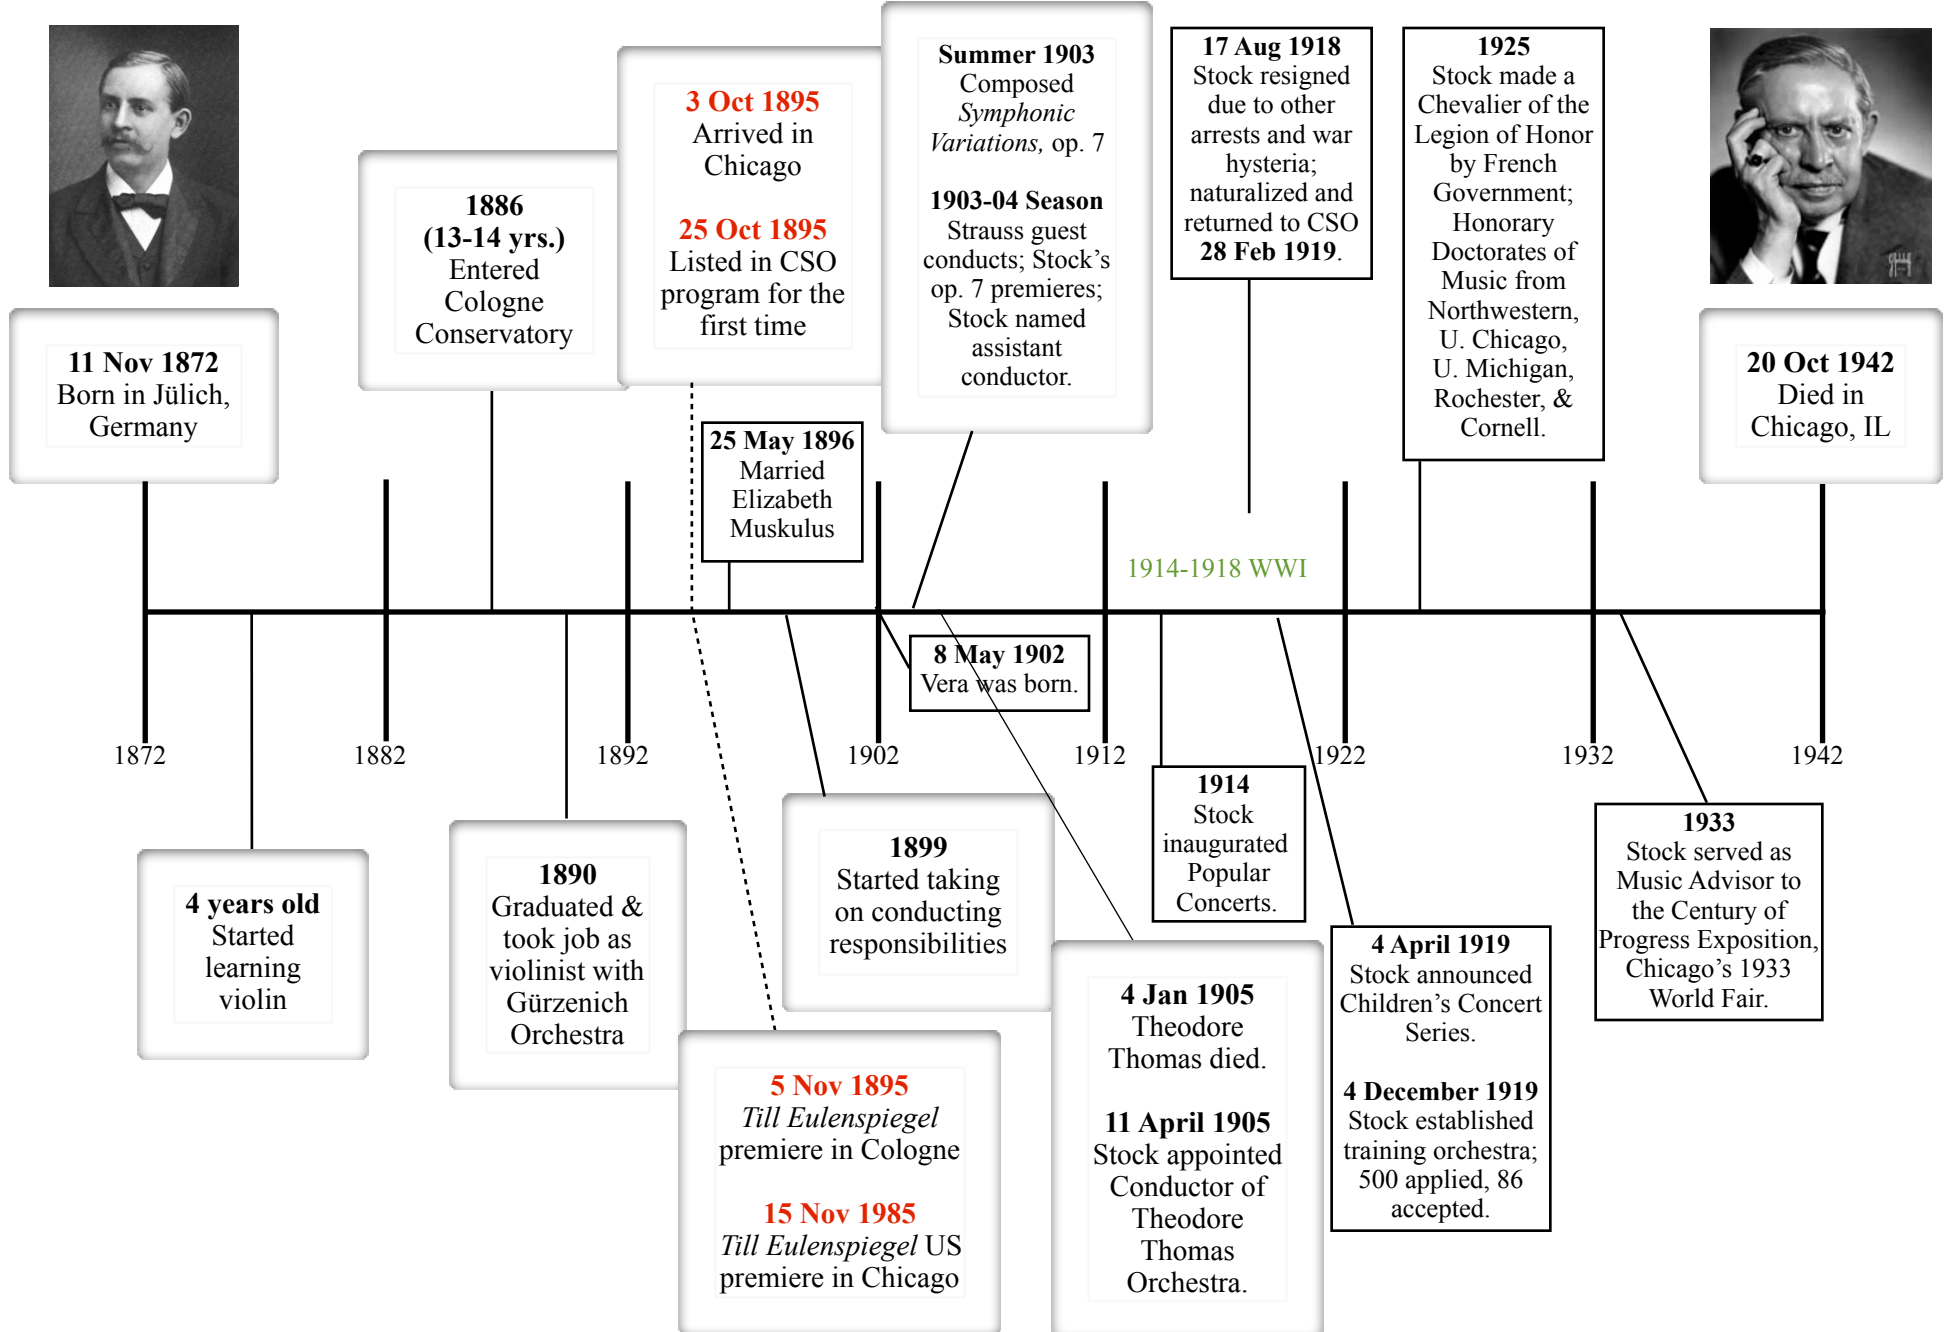 11 Nov 1872
Born in Jülich,
Germany
1886
(13-14 yrs.)
Entered
Cologne
Conservatory
3 Oct 1895
Arrived in
Chicago
25 Oct 1895
Listed in CSO
program for the
first time
25 May 1896
Married
Elizabeth
Muskulus
Summer 1903
Composed
Symphonic
Variations, op. 7
1903-04 Season
Strauss guest
conducts; Stock’s
op. 7 premieres;
Stock named
assistant
conductor.
17 Aug 1918
Stock resigned
due to other
arrests and war
hysteria;
naturalized and
returned to CSO
28 Feb 1919.
1925
Stock made a
Chevalier of the
Legion of Honor
by French
Government;
Honorary
Doctorates of
Music from
Northwestern,
U. Chicago,
U. Michigan,
Rochester, &
Cornell.
20 Oct 1942
Died in
Chicago, IL
1914-1918 WWI
8 May 1902
Vera was born.
1872
1882
1892
1902
1912
1922
1932
1942
4 years old
Started
learning
violin
1890
Graduated &
took job as
violinist with
Gürzenich
Orchestra
5 Nov 1895
Till Eulenspiegel
premiere in Cologne
15 Nov 1985
Till Eulenspiegel US
premiere in Chicago
1899
Started taking
on conducting
responsibilities
4 Jan 1905
Theodore
Thomas died.
11 April 1905
Stock appointed
Conductor of
Theodore
Thomas
Orchestra.
1914
Stock
inaugurated
Popular
Concerts.
4 April 1919
Stock announced
Children’s Concert
Series.
4 December 1919
Stock established
training orchestra;
500 applied, 86
accepted.
1933
Stock served as
Music Advisor to
the Century of
Progress Exposition,
Chicago’s 1933
World Fair.